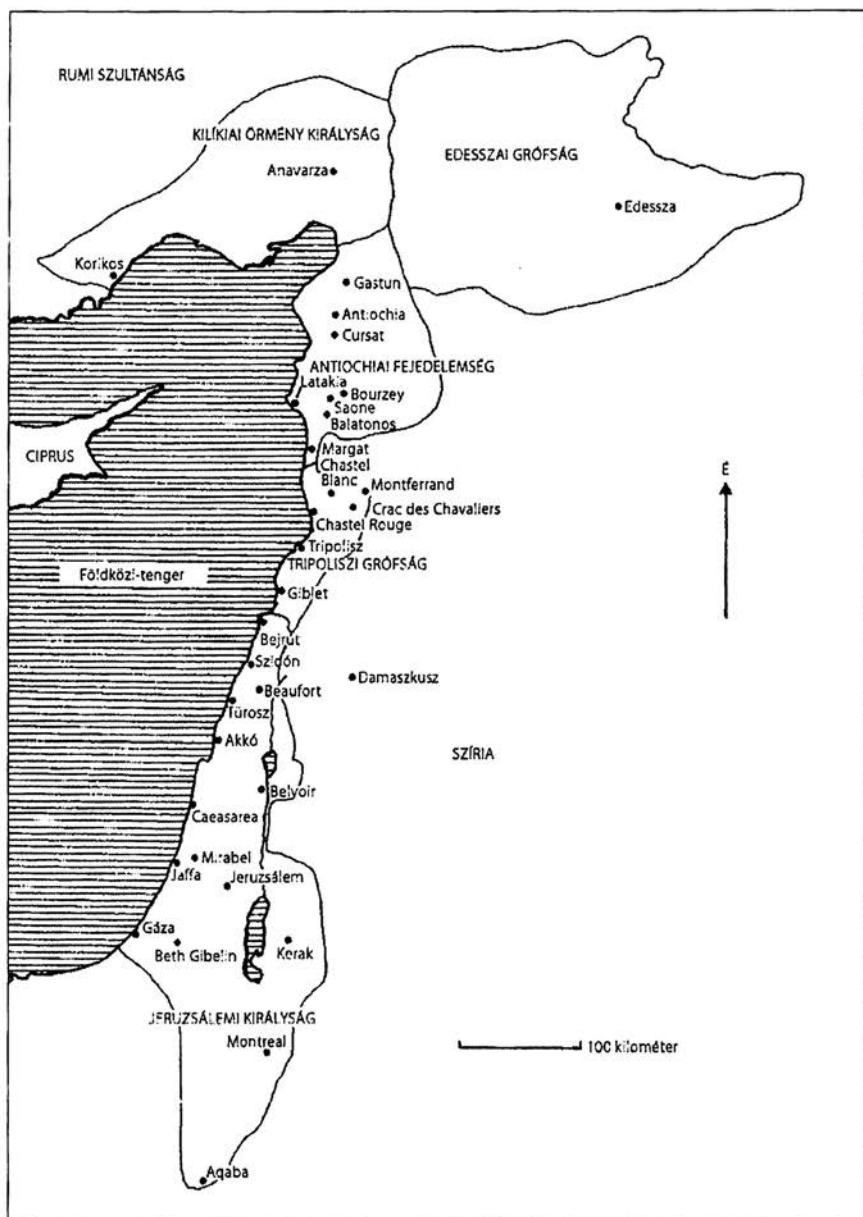 RUMI SZULTÁNSÁG
KILÍKIAI ÖRMÉNY KIRÁLYSÁG
EDESSZAI GRÓFSÁG
Anavarza
Edessza
Korikos
Gastun
Antiochia
Cursat
ANTIOCHIAI FEJEDELEMSÉG
Latakia
Bourzey
Saone
Balatonos
CIPRUS
Margat
Chastel
Blanc
Montferrand
É
Crac des Chavaliers
Chastel Rouge
Tripolisz
TRIPOLISZI GRÓFSÁG
Földközi-tenger
Giblet
Bejrút
Szidón
Damaszkusz
Beaufort
Türosz
Akkó
SZÍRIA
Belvoir
Caeasarea
Mirabel
Jaffa
Jeruzsálem
Gáza
Beth Gibelin
Kerak
JERUZSÁLEMI KIRÁLYSÁG
Montreal
100 kilométer
Aqaba